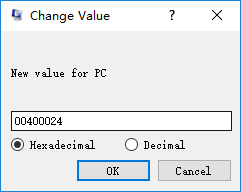 Change Value
New value for PC
00400024
Hexadecimal Decimal
OK Cancel